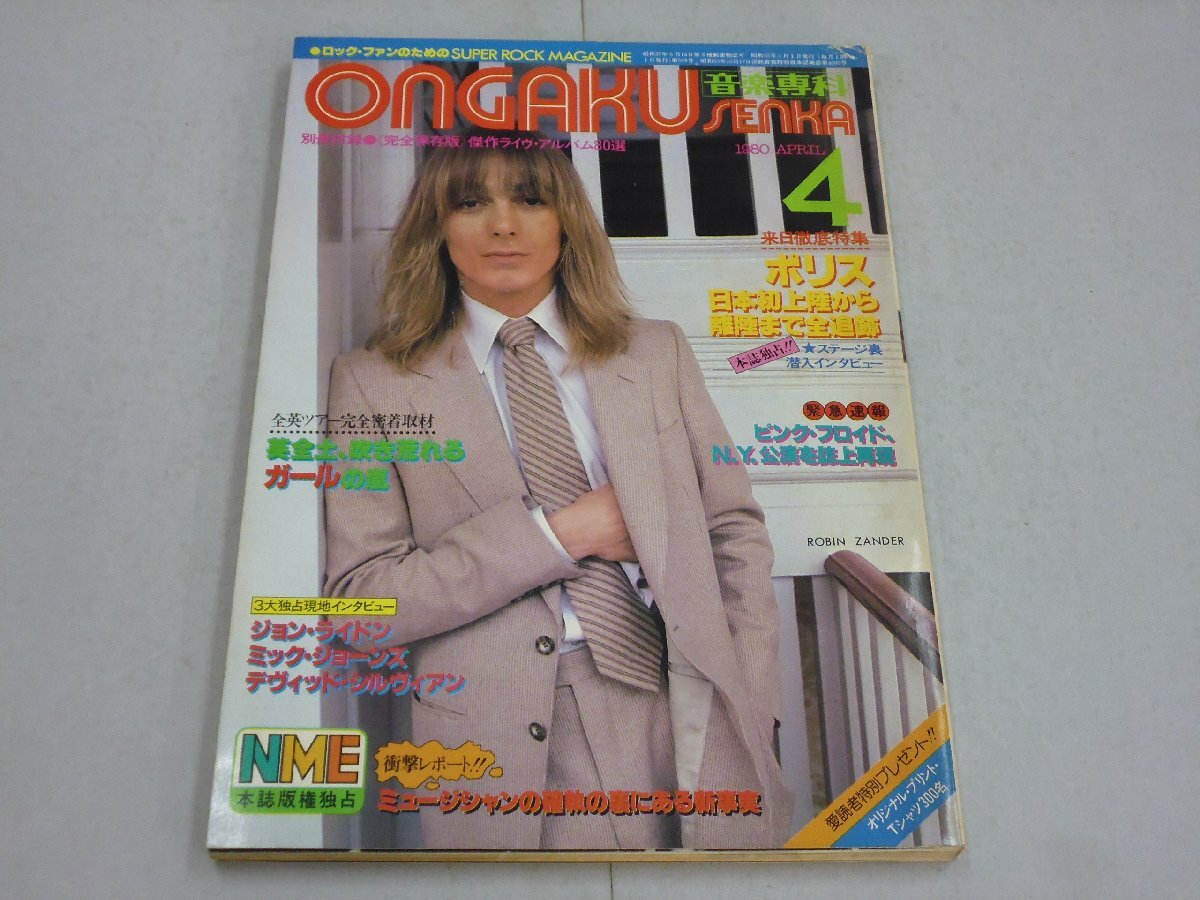 ●ロック・ファンのための SUPER ROCK MAGAZINE
ONGAKU
音楽専科
SENKA
別冊付録●《完全保存版》傑作ライヴ・アルバム80選
1980 APRIL
4
来日徹底特集
ポリス
日本初上陸から
離陸まで全追跡
本誌独占!!
★ステージ裏
潜入インタビュー
全英ツアー完全密着取材
英全土、吹き荒れる
ガールの嵐
緊急速報
ピンク・フロイド、
N.Y.公演を誌上再現
ROBIN ZANDER
3大独占現地インタビュー
ジョン・ライドン
ミック・ジョーンズ
デヴィッド・シルヴィアン
NME
本誌版権独占
衝撃レポート!!
ミュージシャンの確執の裏にある新事実
愛読者特別プレゼント!!
オリジナル・プリント・
Tシャツ300名